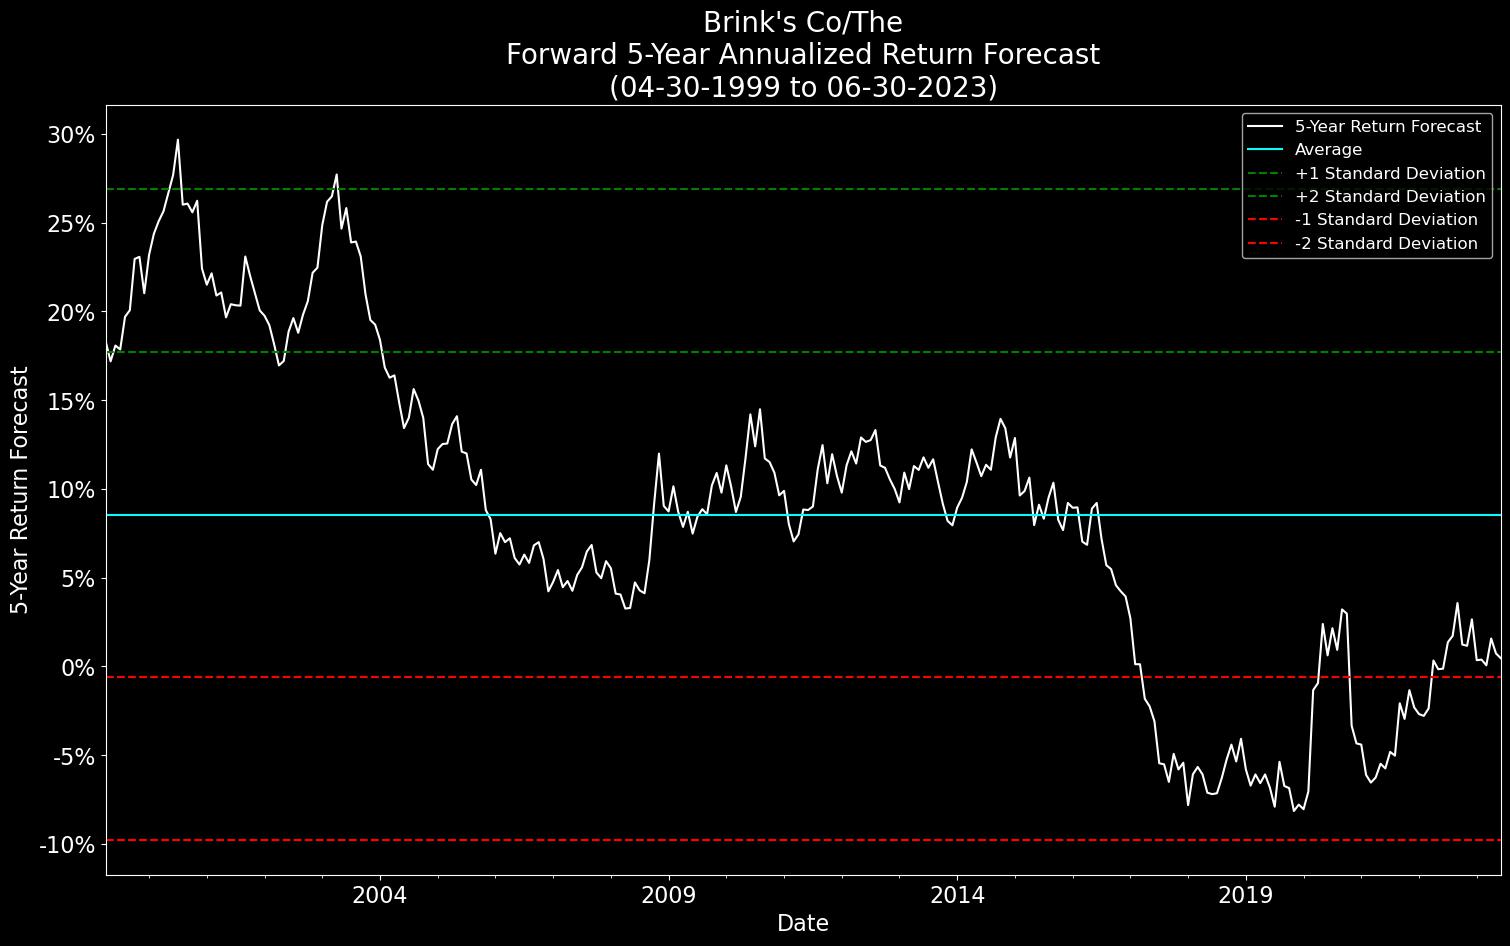 Brink's Co/The
Forward 5-Year Annualized Return Forecast
(04-30-1999 to 06-30-2023)
5-Year Return Forecast
Average
+1 Standard Deviation
+2 Standard Deviation
-1 Standard Deviation
-2 Standard Deviation
5-Year Return Forecast
30%
25%
20%
15%
10%
5%
0%
-5%
-10%
2004
2009
2014
2019
Date